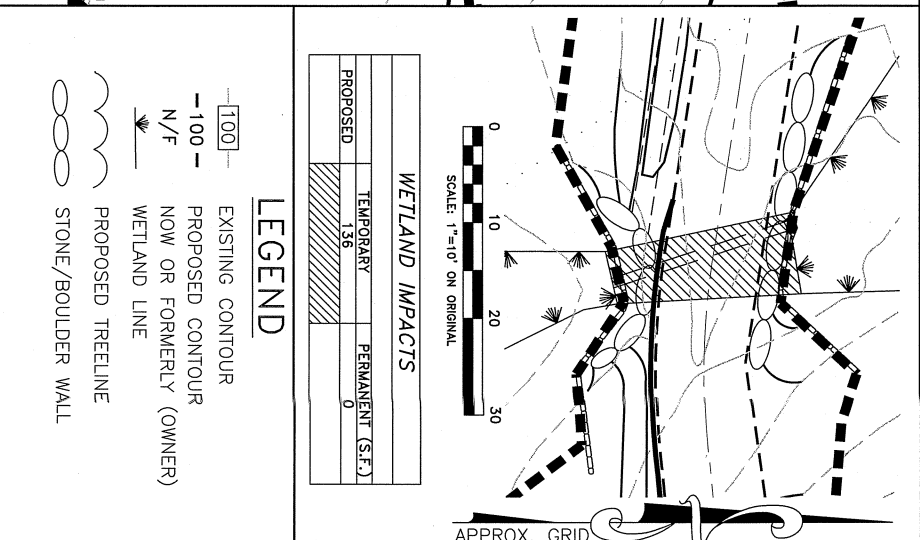 0
10
20
30
SCALE: 1"=10' ON ORIGINAL
WETLAND IMPACTS
TEMPORARY
PERMANENT (S.F.)
PROPOSED
136
0
LEGEND
100
EXISTING CONTOUR
100
PROPOSED CONTOUR
N/F
NOW OR FORMERLY (OWNER)
WETLAND LINE
PROPOSED TREELINE
STONE/BOULDER WALL
APPROX. GRID